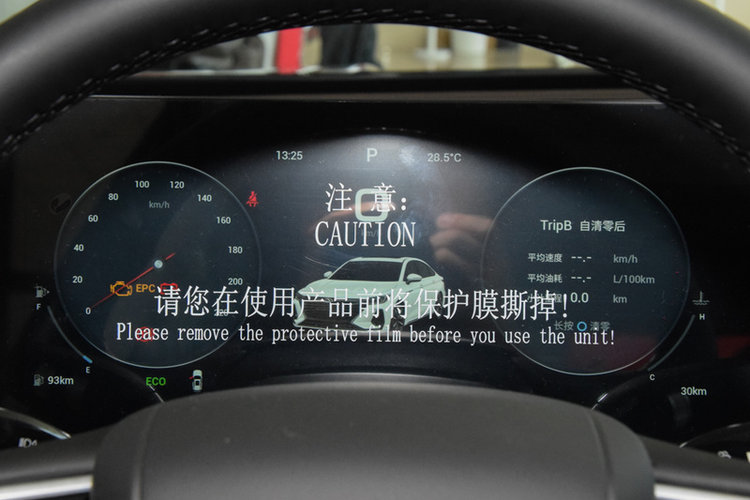 13:25
P
28.5°C
100
120
80
140
km/h
60
40
180
20
200
0
220
EPC
注 意:
0
CAUTION
TripB 自清零后
平均速度 --.- km/h
平均油耗 --.- L/100km
0.0 km
长按 清零
请您在使用产品前将保护膜撕掉!
Please remove the protective film before you use the unit!
F
E
H
C
93km
ECO
30km